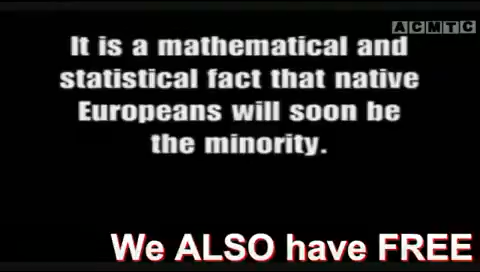 ACMTC
It is a mathematical and
statistical fact that native
Europeans will soon be
the minority.
We ALSO have FREE